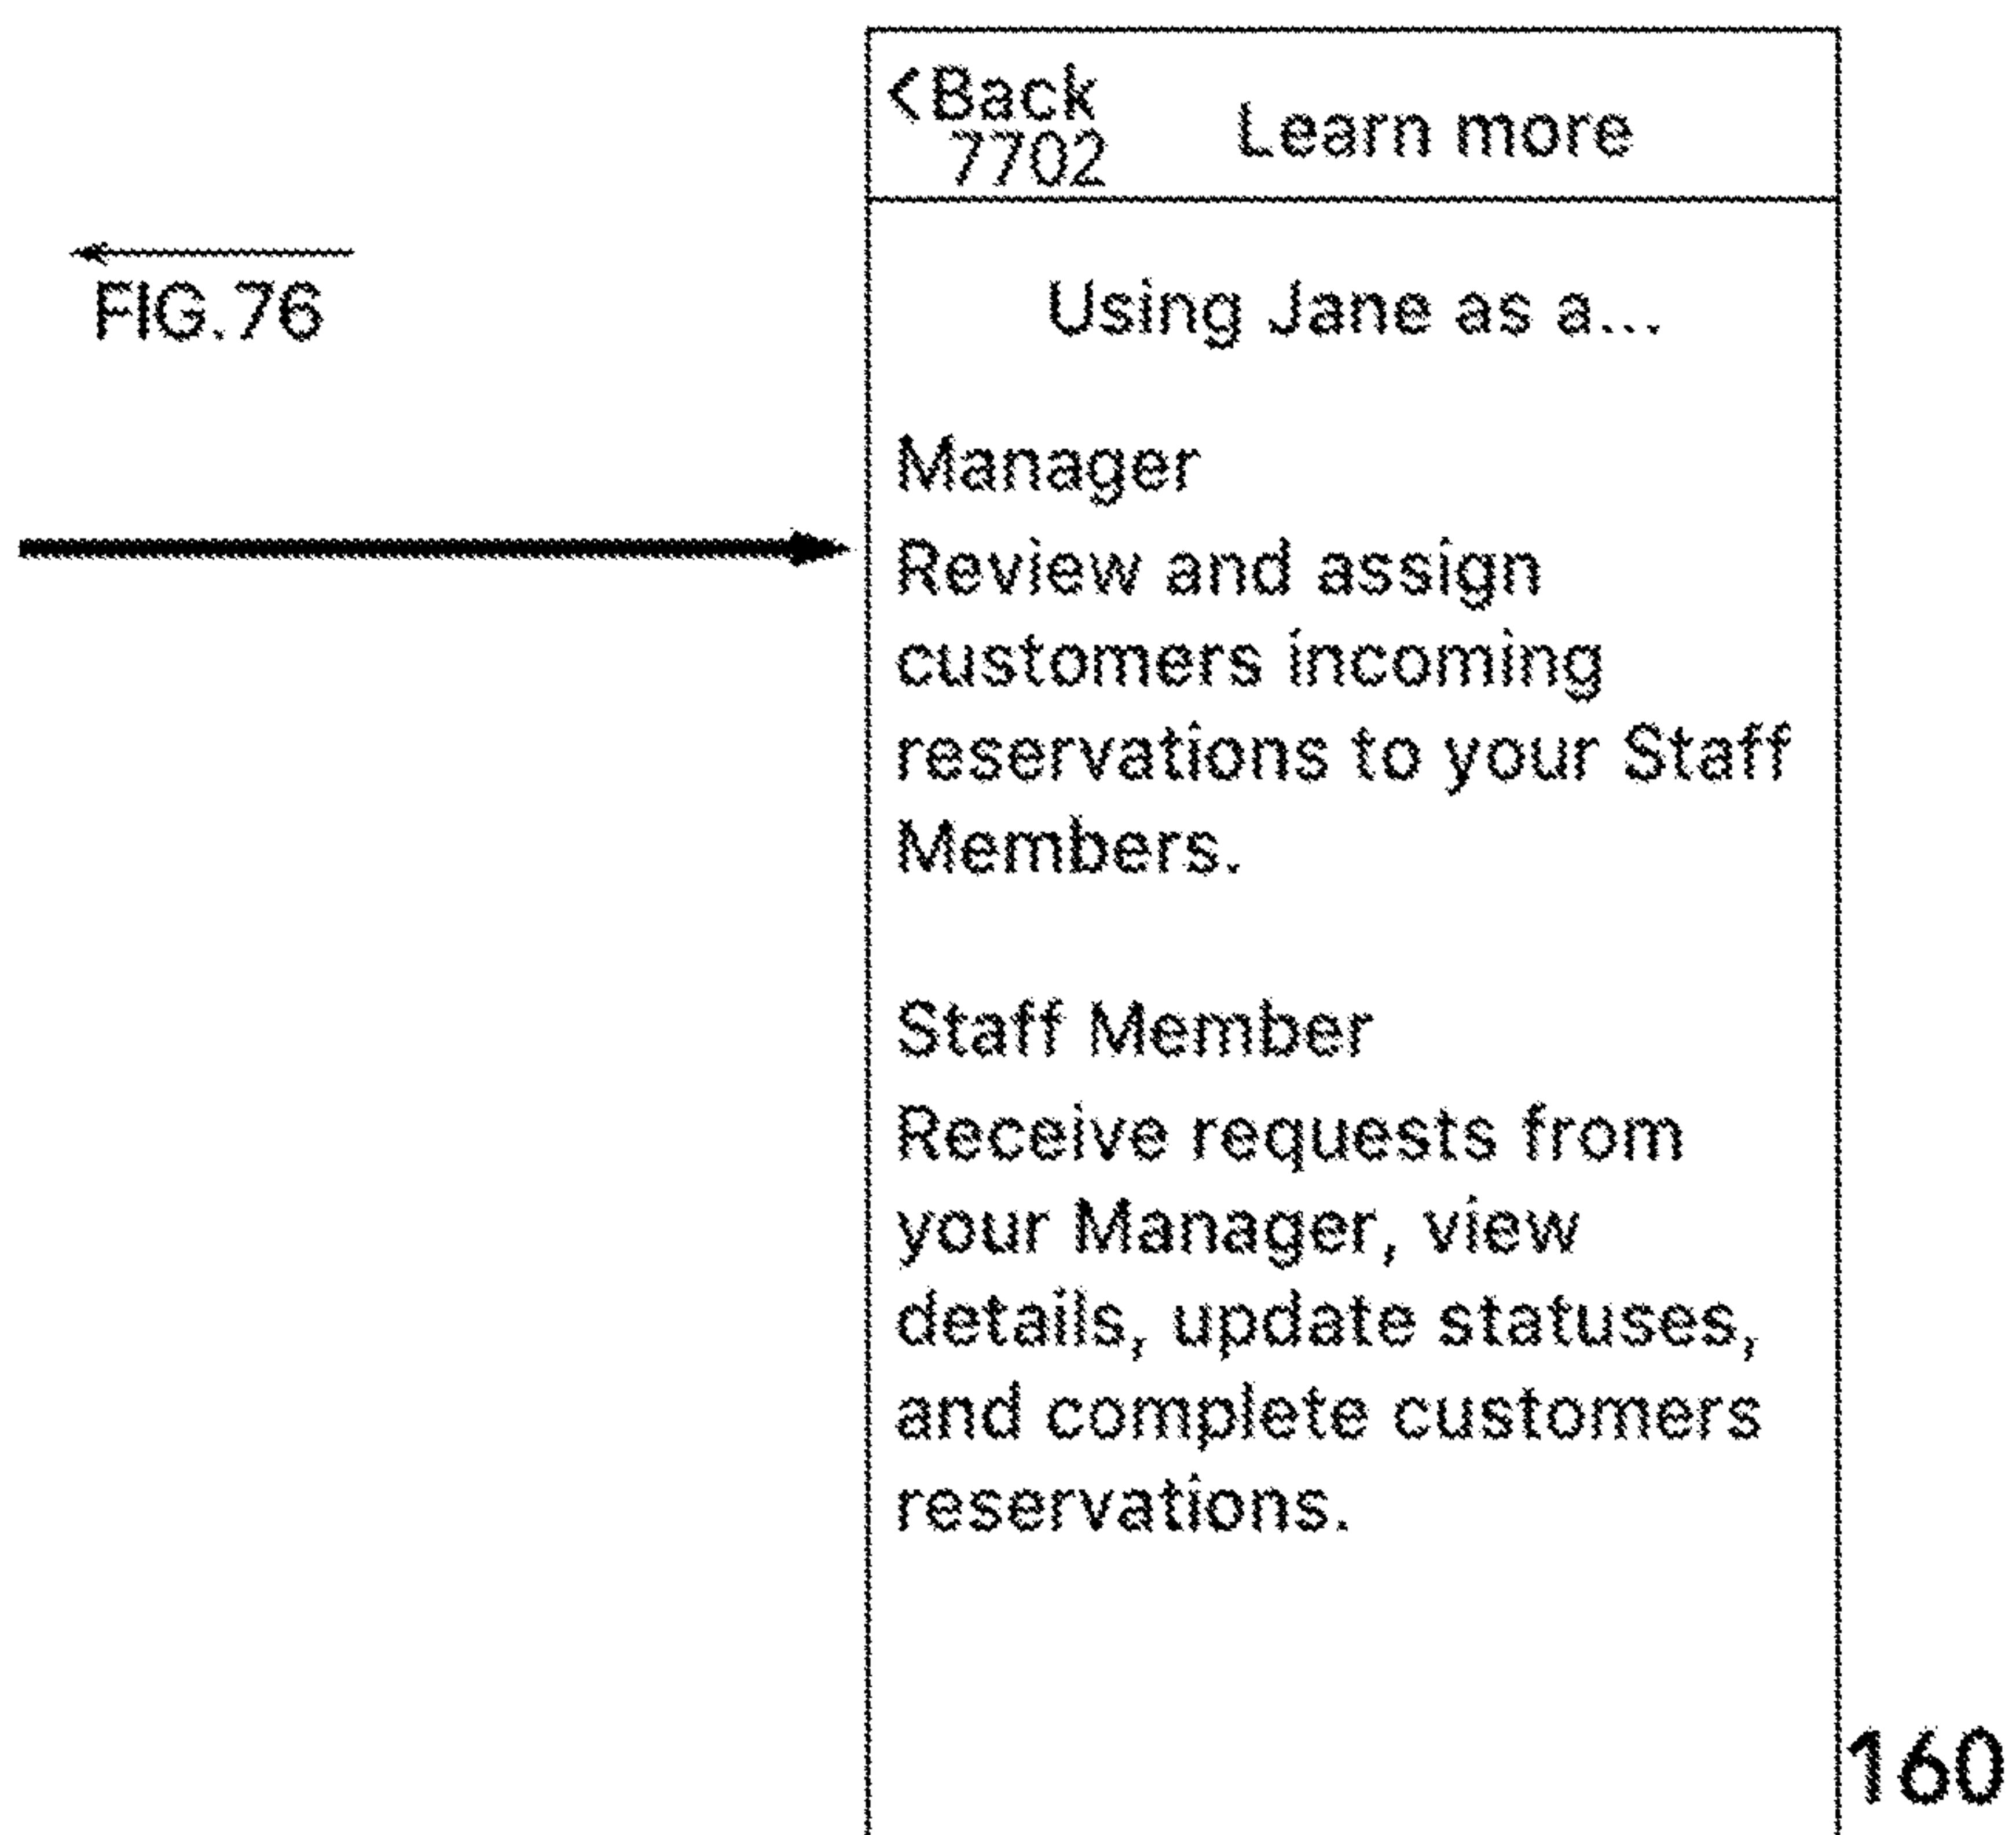 <Back
7702
Learn more
FIG.76
Using Jane as a...
Manager
Review and assign
customers incoming
reservations to your Staff
Members.
Staff Member
Receive requests from
your Manager, view
details, update statuses,
and complete customers
reservations.
160